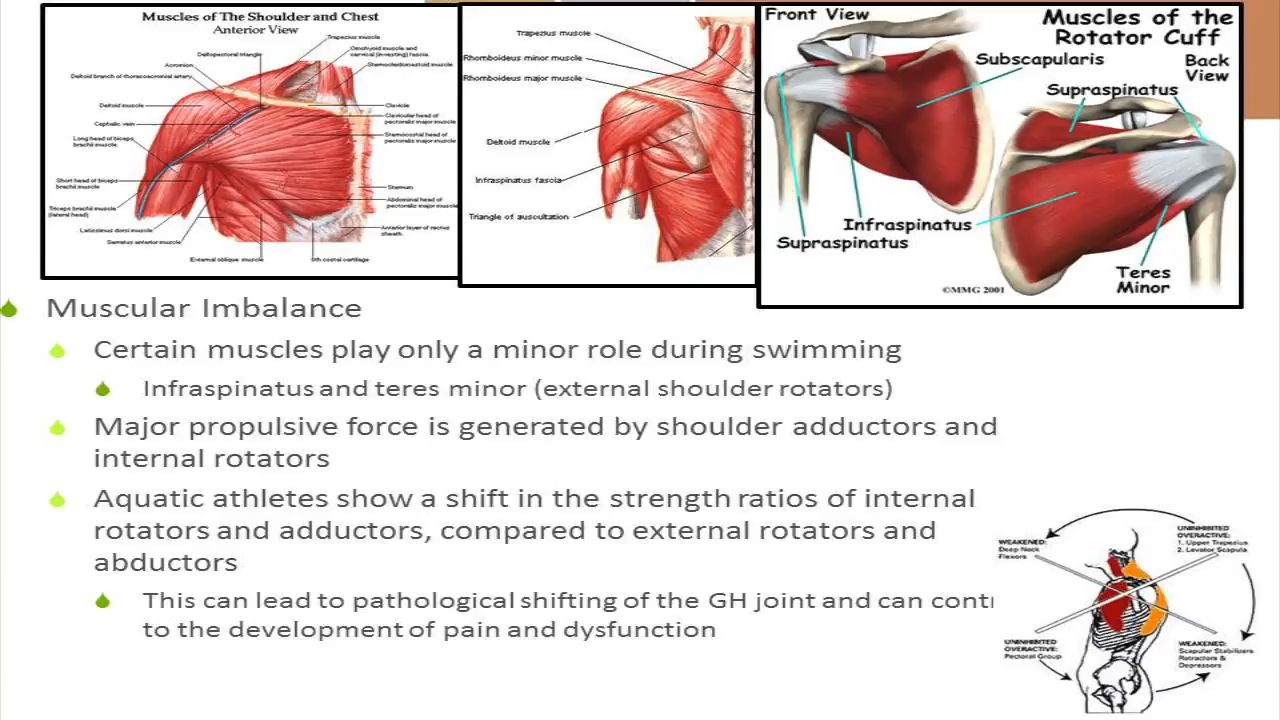 Muscles of The Shoulder and Chest
Anterior View
Trapezius muscle
Omohyoid muscle and
cervical (investing) fascia
Sternocleidomastoid muscle
Deltopectoral triangle
Acromion
Deltoid branch of thoracoacromial artery
Deltoid muscle
Cephalic vein
Long head of biceps
brachii muscle
Short head of biceps
brachii muscle
Triceps brachii muscle
(lateral head)
Latissimus dorsi muscle
Serratus anterior muscle
External oblique muscle
Clavicle
Clavicular head of
pectoralis major muscle
Sternocostal head of
pectoralis major muscle
Sternum
Abdominal head of
pectoralis major muscle
Anterior layer of rectus
sheath
costal cartilage
Trapezius muscle
Rhomboideus minor muscle
Rhomboideus major muscle
Deltoid muscle
Infraspinatus fascia
Triangle of auscultation
Front View
Muscles of the
Rotator Cuff
Subscapularis
Back
View
Supraspinatus
Infraspinatus
Supraspinatus
Teres
Minor
©MMG 2001
Muscular Imbalance
Certain muscles play only a minor role during swimming
Infraspinatus and teres minor (external shoulder rotators)
Major propulsive force is generated by shoulder adductors and
internal rotators
Aquatic athletes show a shift in the strength ratios of internal
rotators and adductors, compared to external rotators and
abductors
This can lead to pathological shifting of the GH joint and can contr
to the development of pain and dysfunction
WEAKENED:
Deep Neck
Flexors
UNINHIBITED
OVERACTIVE:
1. Upper Trapezius
2. Levator Scapula
UNINHIBITED
OVERACTIVE:
Pectoral Group
WEAKENED:
Scapular Stabilizers
Retractors &
Depressors